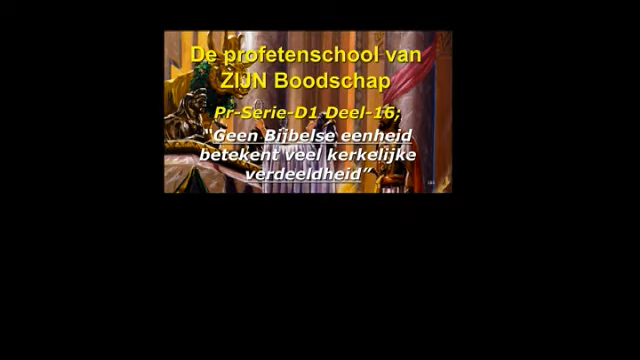 De profetenschool van
ZIJN Boodschap
Pr-Serie-D1 Deel-16;
“Geen Bijbelse eenheid
betekent veel kerkelijke
verdeeldheid”